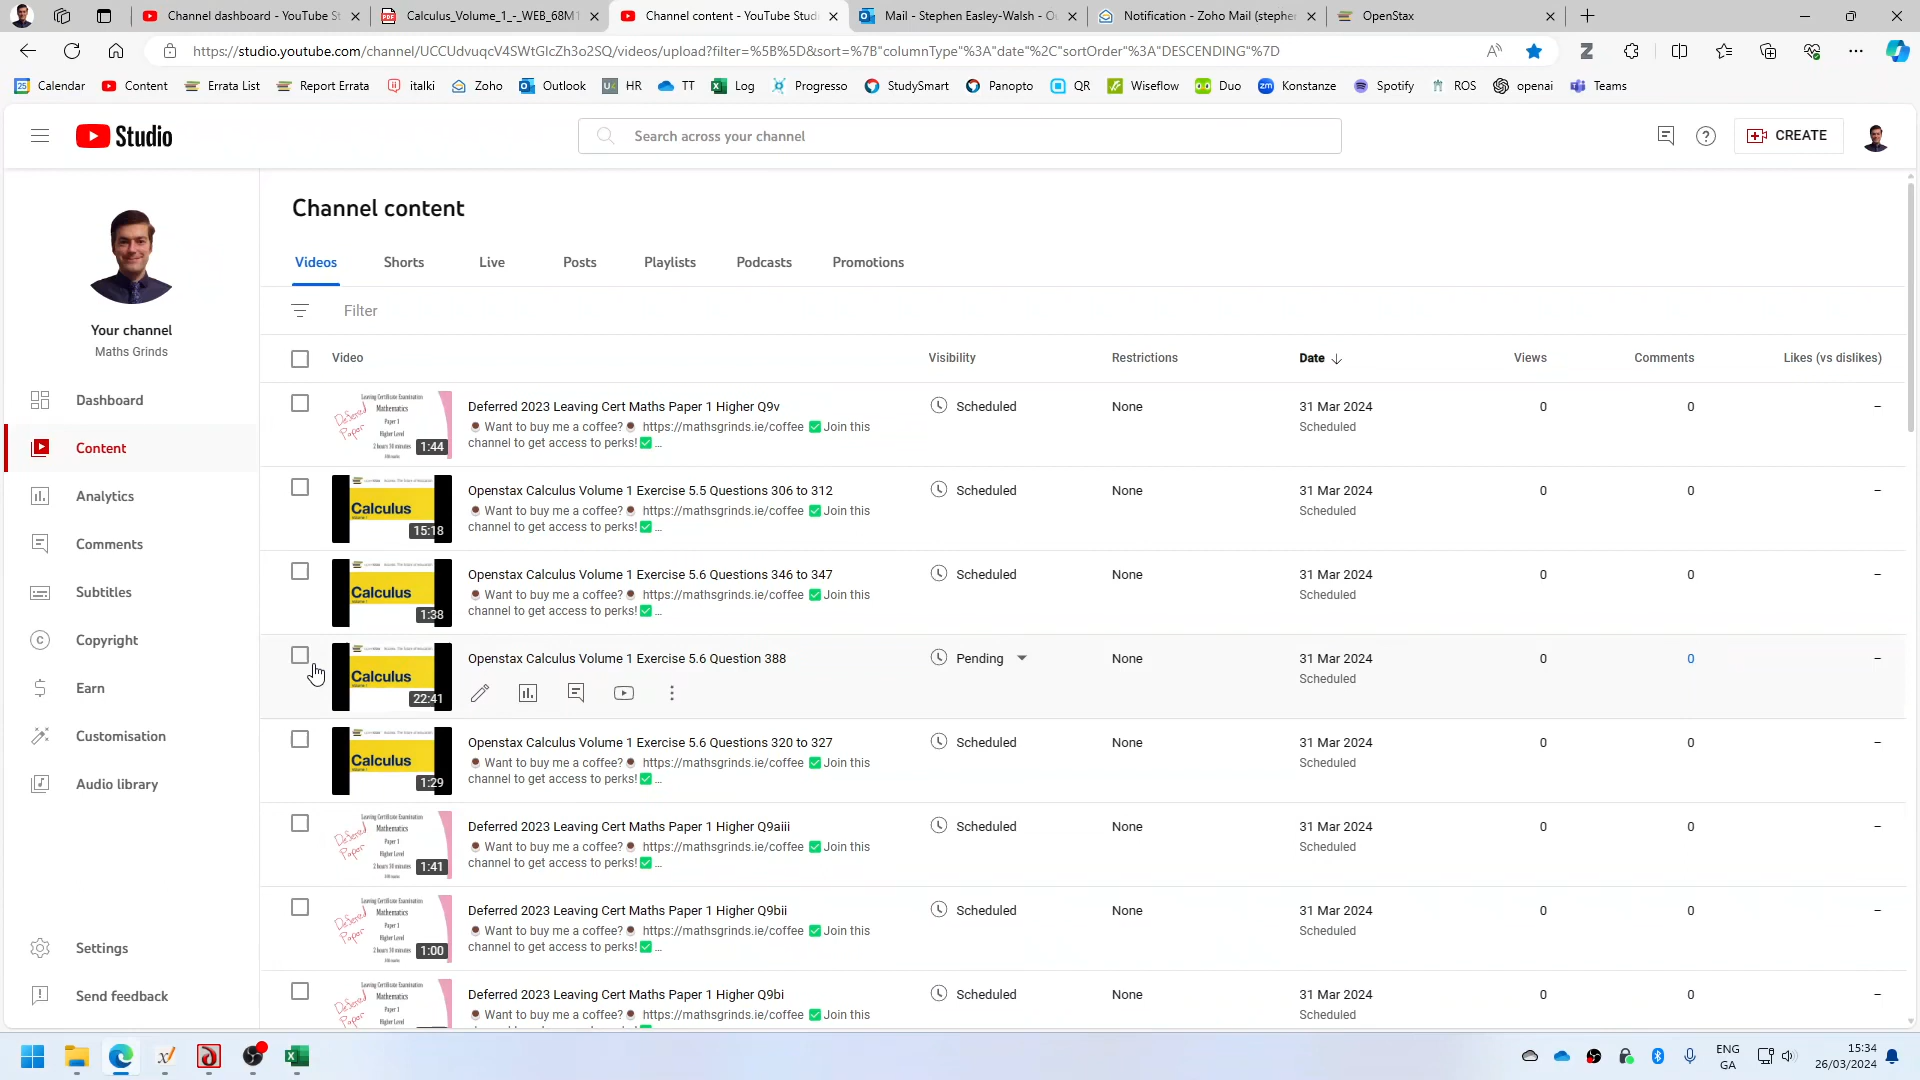 Channel dashboard - YouTube St
Calculus_Volume_1_-_WEB_68M1
Channel content - YouTube Studi
Mail - Stephen Easley-Walsh - Ou
Notification - Zoho Mail (stephen
OpenStax
https://studio.youtube.com/channel/UCCUdvuqcV4SWtGlcZh3o2SQ/videos/upload?filter=%5B%5D&sort=%7B"columnType"%3A"date"%2C"sortOrder"%3A"DESCENDING"%7D
Calendar Content Errata List Report Errata italki Zoho Outlook HR TT Log Progresso StudySmart Panopto QR Wiseflow Duo Konstanze Spotify ROS openai Teams
Studio
Search across your channel
CREATE
Channel content
Videos Shorts Live Posts Playlists Podcasts Promotions
Filter
Your channel
Maths Grinds
Dashboard
Content
Analytics
Comments
Subtitles
Copyright
Earn
Customisation
Audio library
Settings
Send feedback
Video Visibility Restrictions Date Views Comments Likes (vs dislikes)
Deferred 2023 Leaving Cert Maths Paper 1 Higher Q9v Scheduled None 31 Mar 2024 0 0 –
Want to buy me a coffee? https://mathsgrinds.ie/coffee Join this Scheduled
channel to get access to perks! ...
1:44
Openstax Calculus Volume 1 Exercise 5.5 Questions 306 to 312 Scheduled None 31 Mar 2024 0 0 –
Want to buy me a coffee? https://mathsgrinds.ie/coffee Join this Scheduled
channel to get access to perks! ...
Calculus
15:18
Openstax Calculus Volume 1 Exercise 5.6 Questions 346 to 347 Scheduled None 31 Mar 2024 0 0 –
Want to buy me a coffee? https://mathsgrinds.ie/coffee Join this Scheduled
channel to get access to perks! ...
Calculus
1:38
Openstax Calculus Volume 1 Exercise 5.6 Question 388 Pending None 31 Mar 2024 0 0 –
Scheduled
Calculus
22:41
Openstax Calculus Volume 1 Exercise 5.6 Questions 320 to 327 Scheduled None 31 Mar 2024 0 0 –
Want to buy me a coffee? https://mathsgrinds.ie/coffee Join this Scheduled
channel to get access to perks! ...
Calculus
1:29
Deferred 2023 Leaving Cert Maths Paper 1 Higher Q9aiii Scheduled None 31 Mar 2024 0 0 –
Want to buy me a coffee? https://mathsgrinds.ie/coffee Join this Scheduled
channel to get access to perks! ...
1:41
Deferred 2023 Leaving Cert Maths Paper 1 Higher Q9bii Scheduled None 31 Mar 2024 0 0 –
Want to buy me a coffee? https://mathsgrinds.ie/coffee Join this Scheduled
channel to get access to perks! ...
1:00
Deferred 2023 Leaving Cert Maths Paper 1 Higher Q9bi Scheduled None 31 Mar 2024 0 0 –
Want to buy me a coffee? https://mathsgrinds.ie/coffee Join this Scheduled
ENG
GA
15:34
26/03/2024